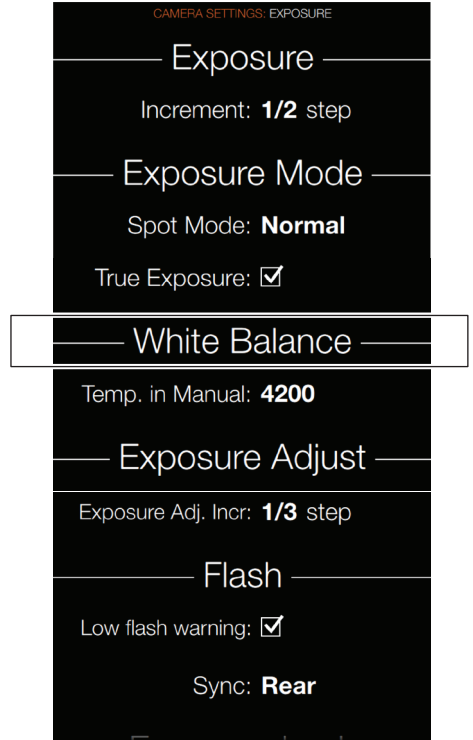 CAMERA SETTINGS: EXPOSURE
Exposure
Increment: 1/2 step
Exposure Mode
Spot Mode: Normal
True Exposure:
White Balance
Temp. in Manual: 4200
Exposure Adjust
Exposure Adj. Incr: 1/3 step
Flash
Low flash warning:
Sync: Rear